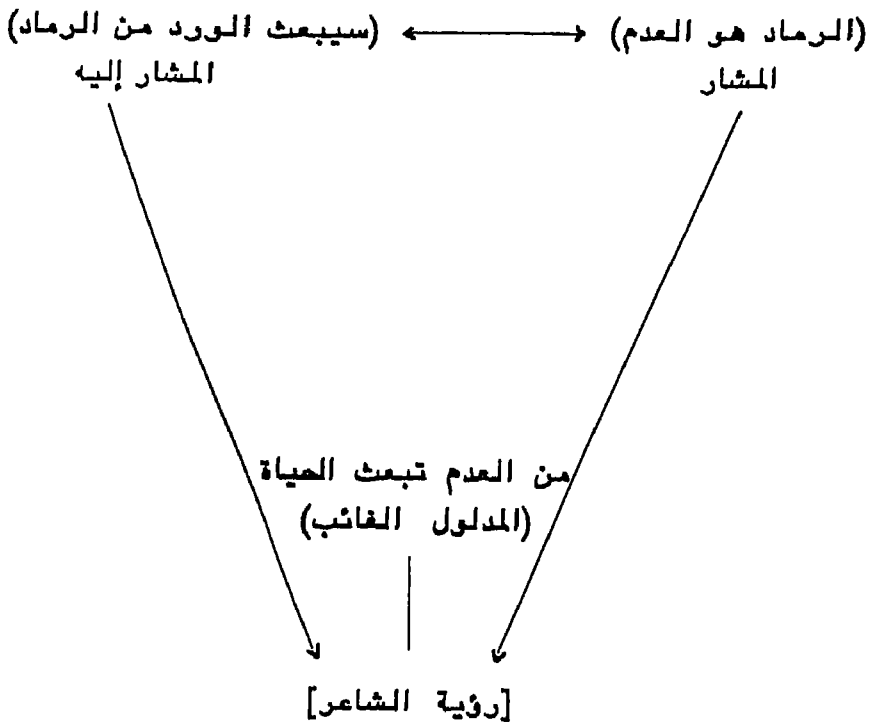 (الرماد هو العدم) (سيبعث الورد من الرماد)
المشار المشار إليه
من العدم تبعث الحياة
(المدلول الغائب)
[رؤية الشاعر]